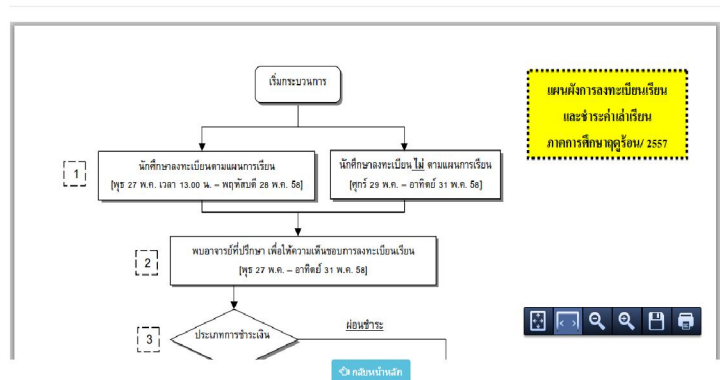 เริ่มกระบวนการ
แผนผังการลงทะเบียนเรียน
และชำระค่าเล่าเรียน
ภาคการศึกษาฤดูร้อน/ 2557
1
นักศึกษาลงทะเบียนตามแผนการเรียน
[พุธ 27 พ.ค. เวลา 13.00 น. – พฤหัสบดี 28 พ.ค. 58]
นักศึกษาลงทะเบียน ไม่ ตามแผนการเรียน
[ศุกร์ 29 พ.ค. – อาทิตย์ 31 พ.ค. 58]
2
พบอาจารย์ที่ปรึกษา เพื่อให้ความเห็นชอบการลงทะเบียนเรียน
[พุธ 27 พ.ค. – อาทิตย์ 31 พ.ค. 58]
3
ประเภทการชำระเงิน
ผ่อนชำระ
กลับหน้าหลัก